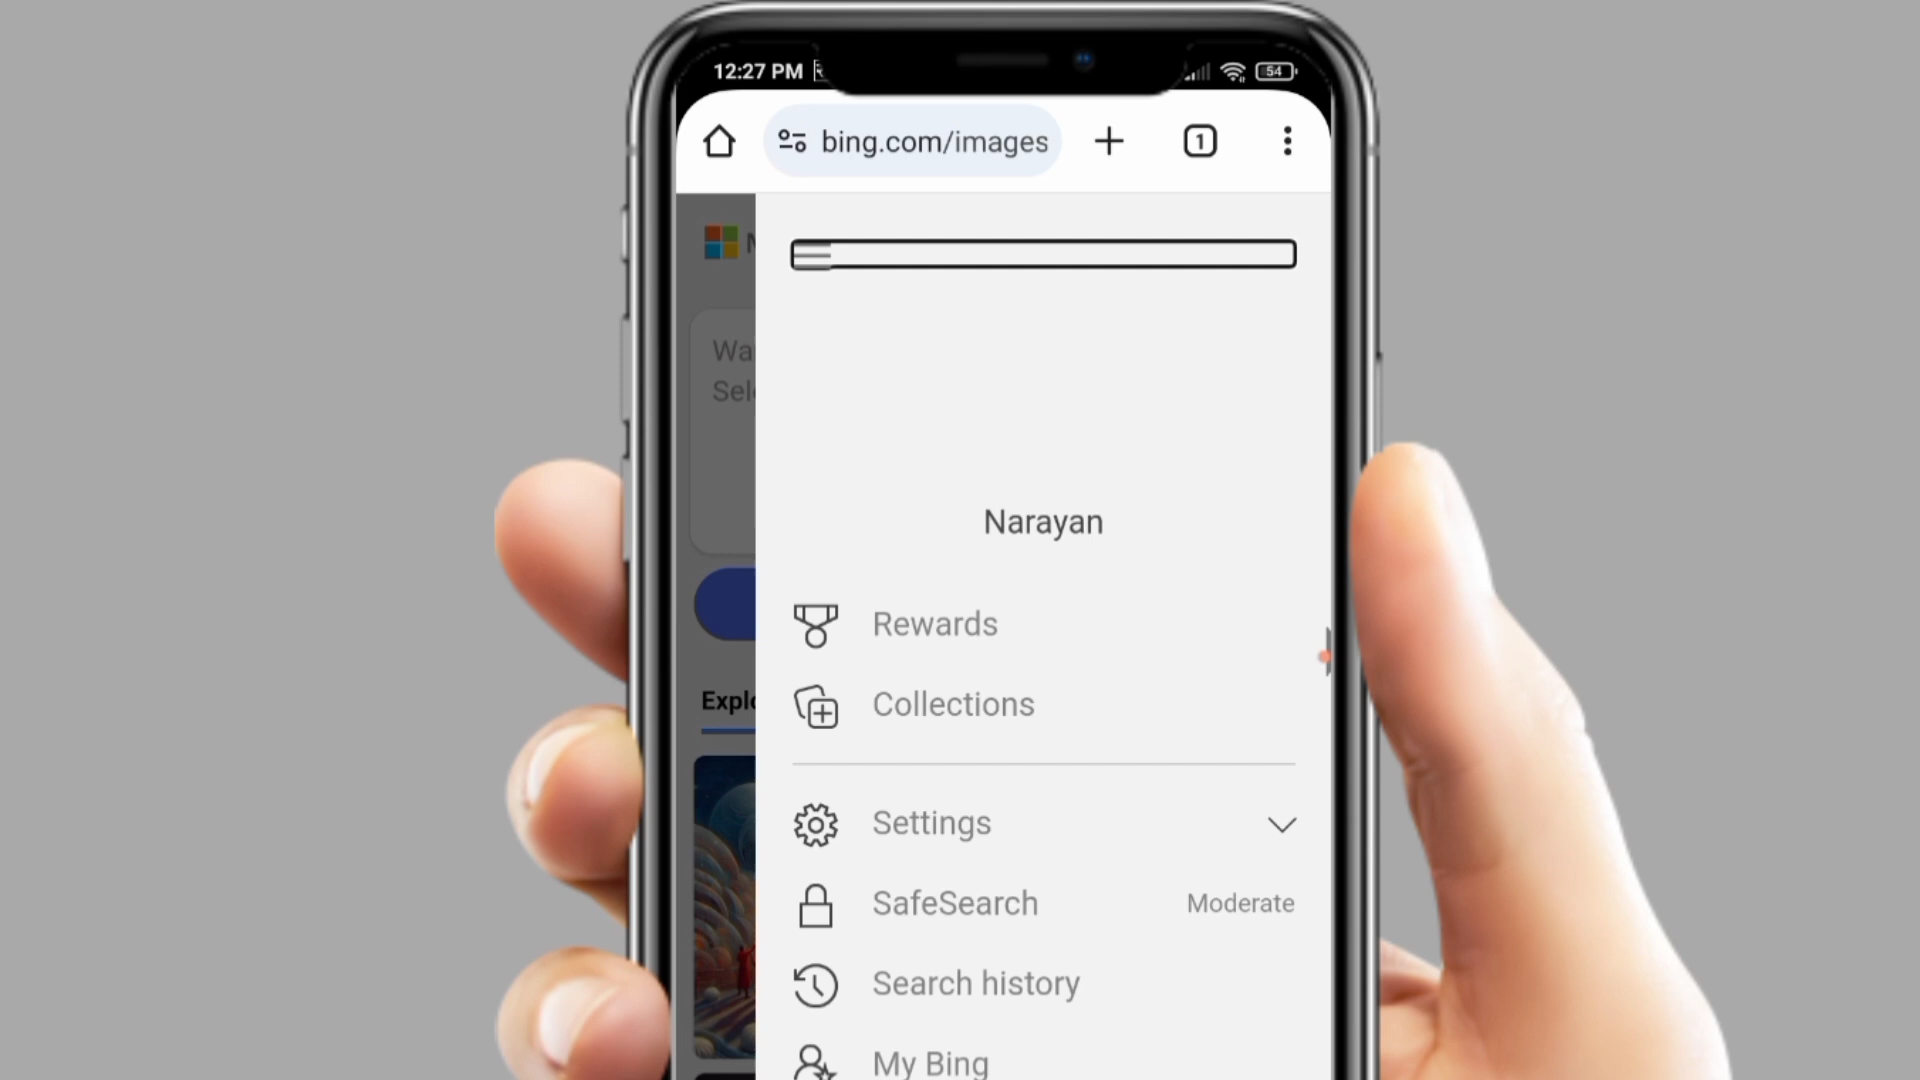 12:27 PM
54
bing.com/images
1
Narayan
Rewards
Collections
Settings
SafeSearch Moderate
Search history
My Bing